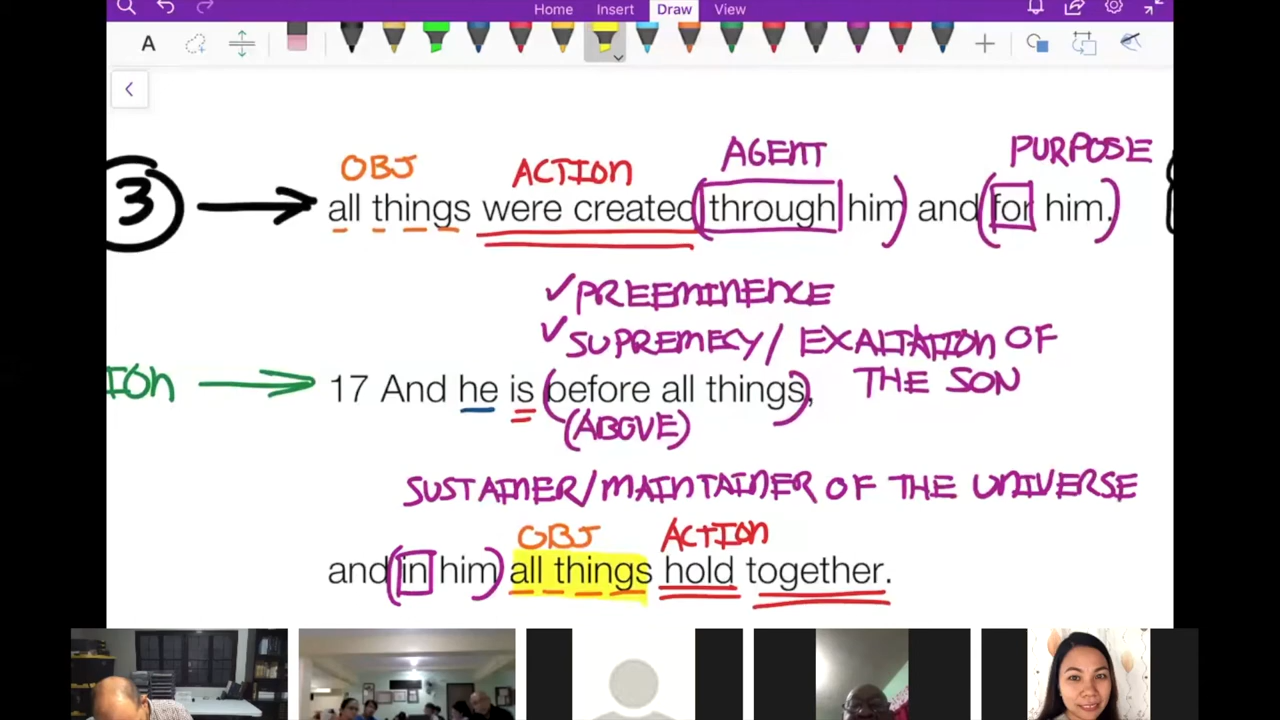 Home Insert Draw View
A
OBJ ACTION AGENT PURPOSE
3 all things were created through him and for him.
✓PREEMINENCE
✓SUPREMECY/ EXALTATION OF
THE SON
ION 17 And he is before all things,
(ABOVE)
SUSTAINER/MAINTAINER OF THE UNIVERSE
OBJ ACTION
and (in him) all things hold together.